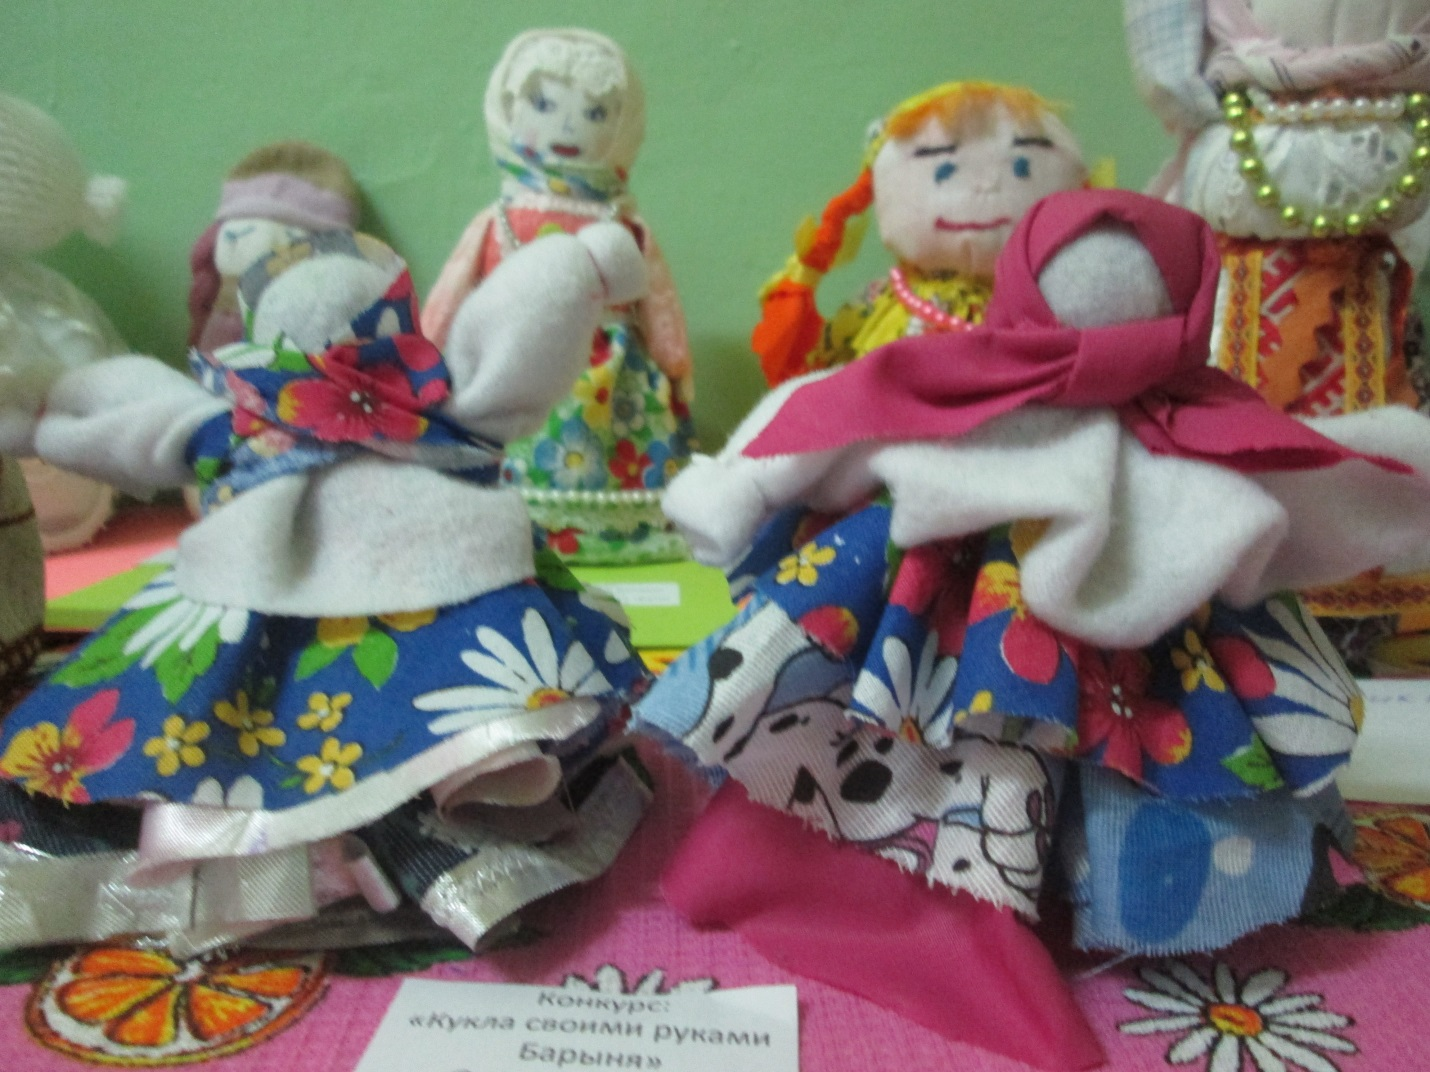 Конкурс:
«Кукла своими руками
Барыня»